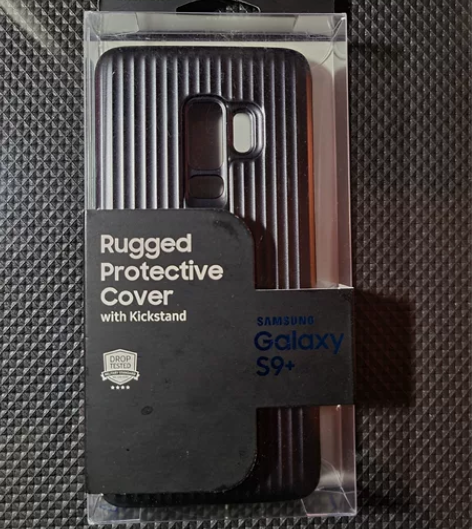 Rugged
Protective
Cover
with Kickstand
DROP
TESTED
SAMSUNG
Galaxy
S9+